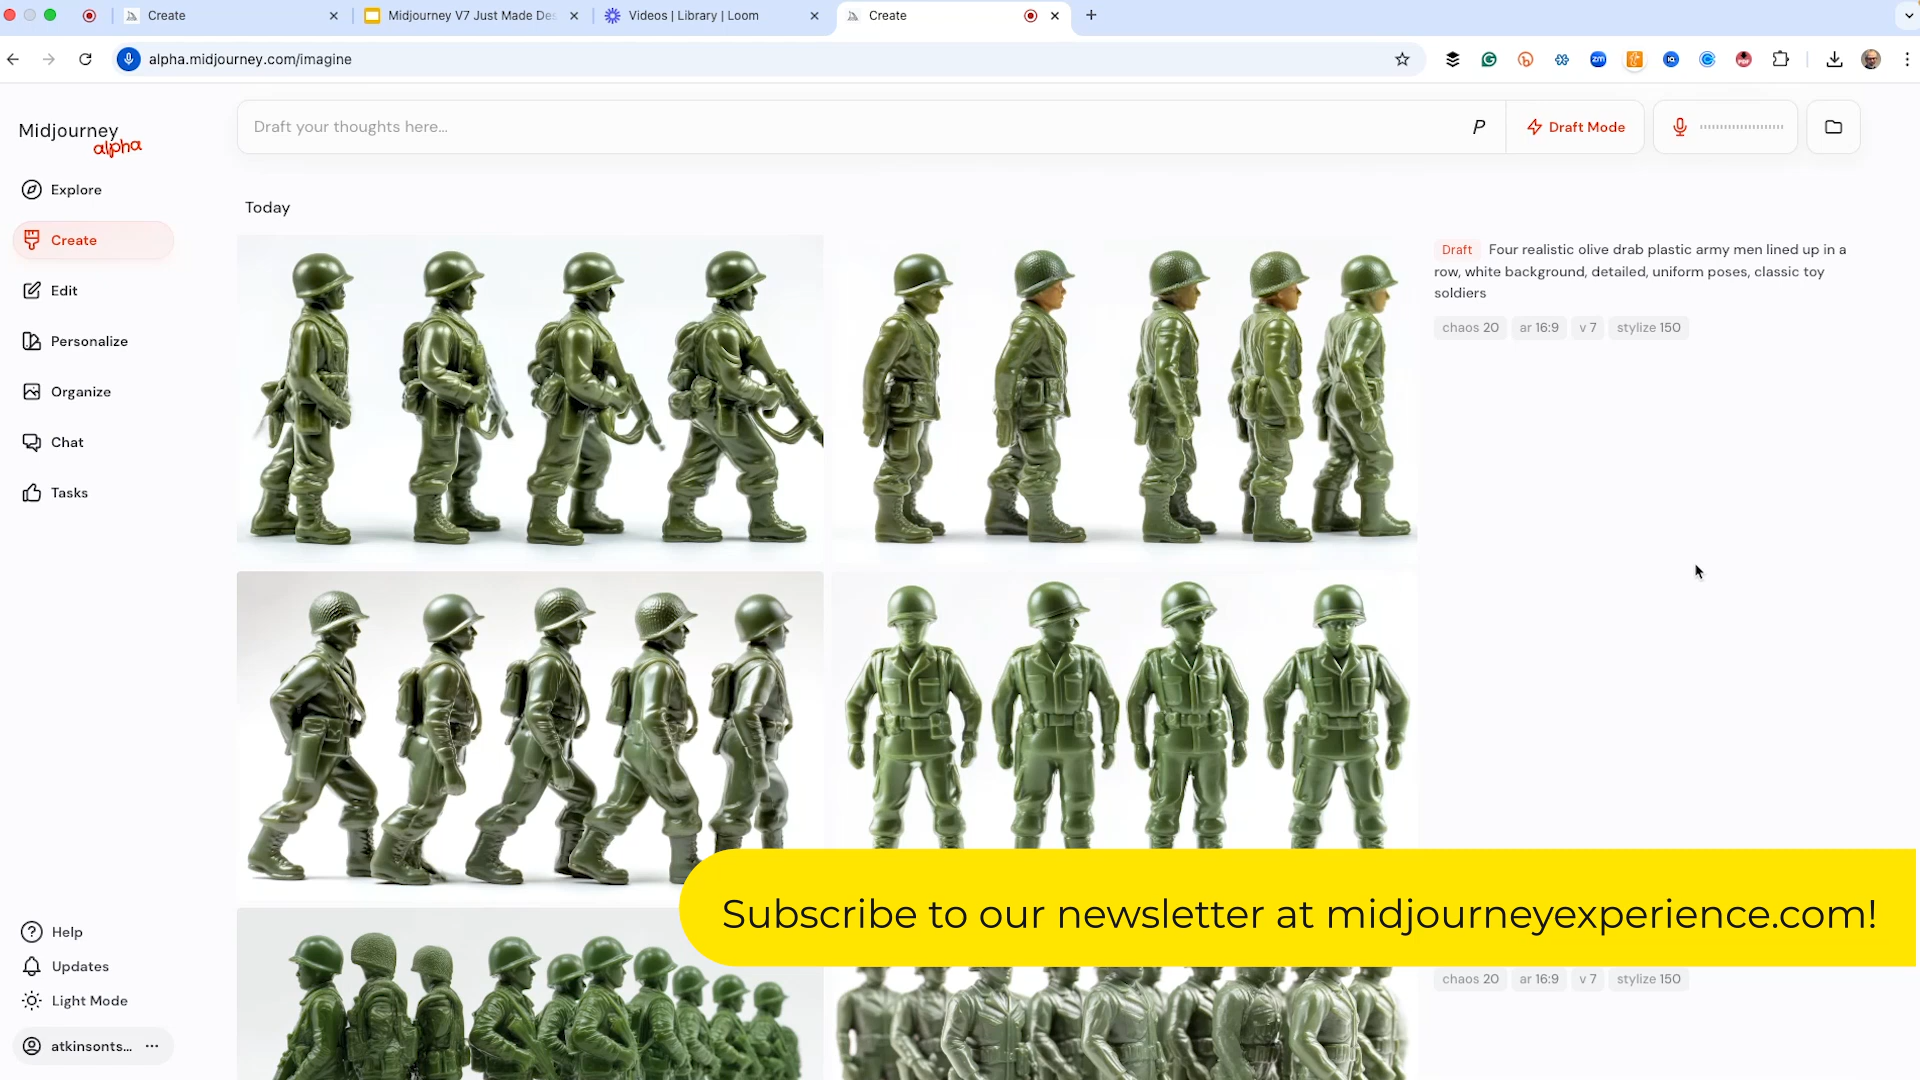 Create
Midjourney V7 Just Made Des
Videos | Library | Loom
Create
alpha.midjourney.com/imagine
Midjourney
alpha
Draft your thoughts here...
P
Draft Mode
Explore
Create
Edit
Personalize
Organize
Chat
Tasks
Today
Draft Four realistic olive drab plastic army men lined up in a
row, white background, detailed, uniform poses, classic toy
soldiers
chaos 20 ar 16:9 v 7 stylize 150
Subscribe to our newsletter at midjourneyexperience.com!
chaos 20 ar 16:9 v 7 stylize 150
Help
Updates
Light Mode
atkinsonts...